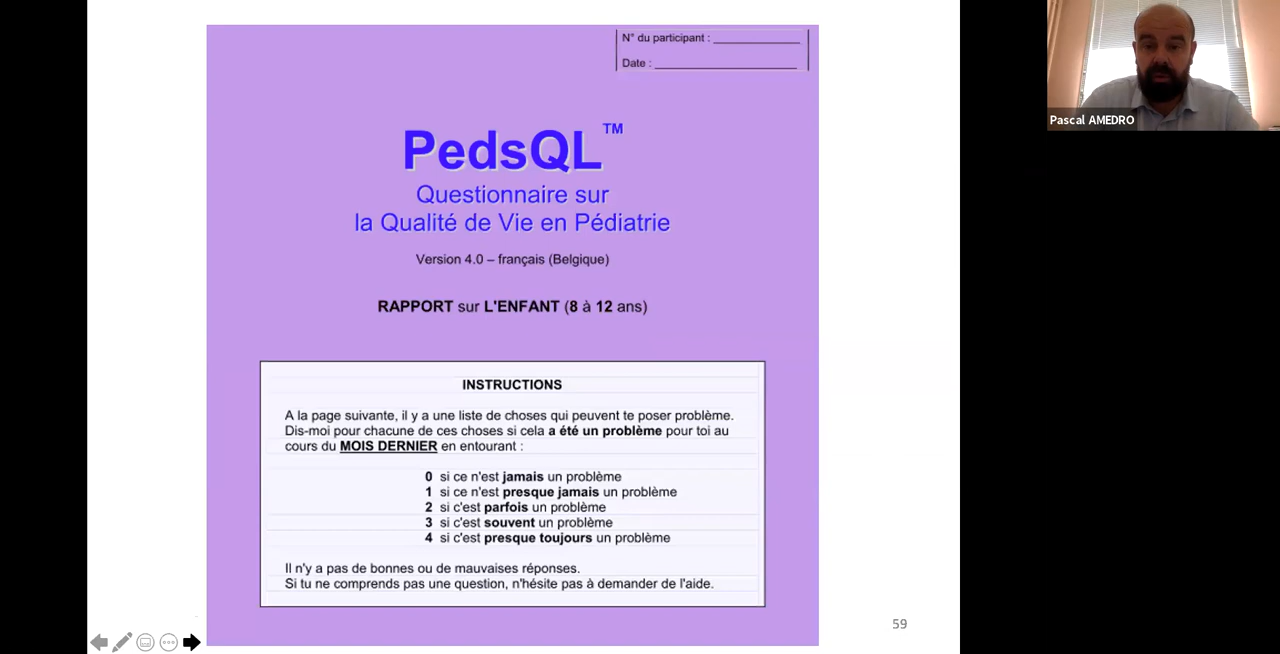 N° du participant :
Date :
PedsQL™
Questionnaire sur
la Qualité de Vie en Pédiatrie
Version 4.0 – français (Belgique)
RAPPORT sur L'ENFANT (8 à 12 ans)
INSTRUCTIONS
A la page suivante, il y a une liste de choses qui peuvent te poser problème.
Dis-moi pour chacune de ces choses si cela a été un problème pour toi au
cours du MOIS DERNIER en entourant :
0 si ce n'est jamais un problème
1 si ce n'est presque jamais un problème
2 si c'est parfois un problème
3 si c'est souvent un problème
4 si c'est presque toujours un problème
Il n'y a pas de bonnes ou de mauvaises réponses.
Si tu ne comprends pas une question, n'hésite pas à demander de l'aide.
59
Pascal AMEDRO